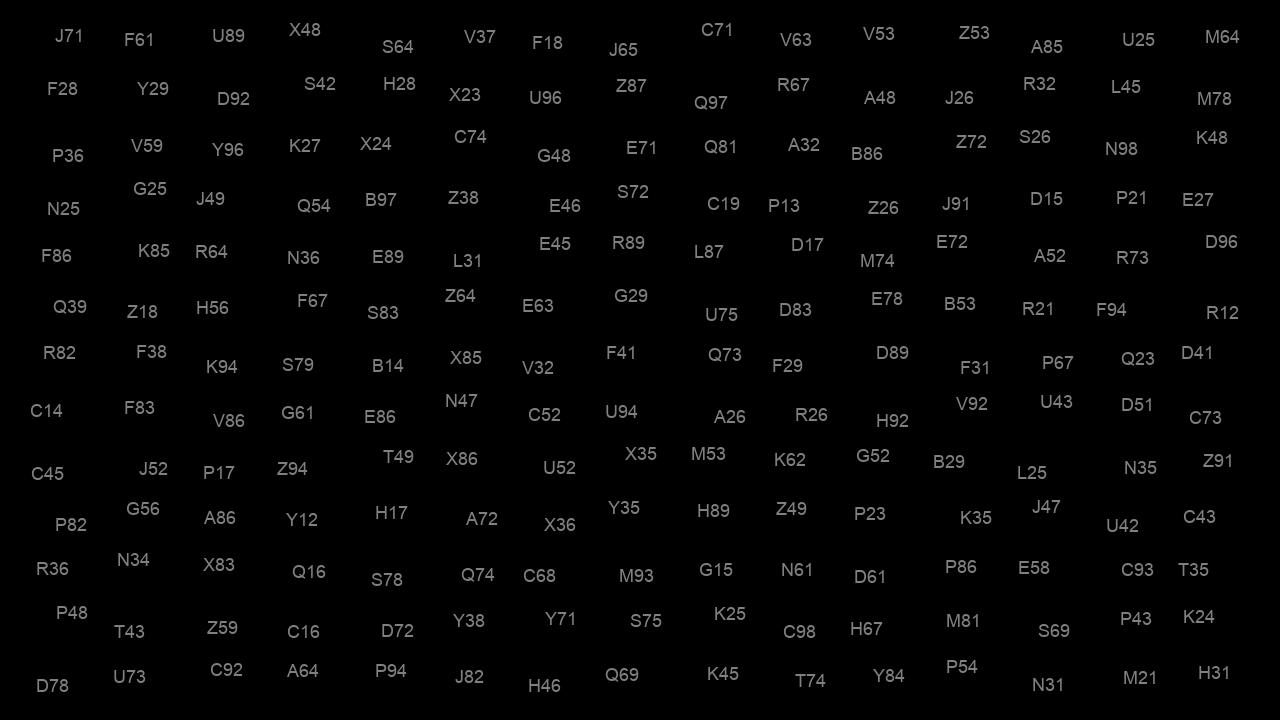 J71 F61 U89 X48 S64 V37 F18 J65 C71 V63 V53 Z53 A85 U25 M64
F28 Y29 D92 S42 H28 X23 U96 Z87 Q97 R67 A48 J26 R32 L45 M78
P36 V59 Y96 K27 X24 C74 G48 E71 Q81 A32 B86 Z72 S26 N98 K48
N25 G25 J49 Q54 B97 Z38 E46 S72 C19 P13 Z26 J91 D15 P21 E27
F86 K85 R64 N36 E89 L31 E45 R89 L87 D17 M74 E72 A52 R73 D96
Q39 Z18 H56 F67 S83 Z64 E63 G29 U75 D83 E78 B53 R21 F94 R12
R82 F38 K94 S79 B14 X85 V32 F41 Q73 F29 D89 F31 P67 Q23 D41
C14 F83 V86 G61 E86 N47 C52 U94 A26 R26 H92 V92 U43 D51 C73
C45 J52 P17 Z94 T49 X86 U52 X35 M53 K62 G52 B29 L25 N35 Z91
P82 G56 A86 Y12 H17 A72 X36 Y35 H89 Z49 P23 K35 J47 U42 C43
R36 N34 X83 Q16 S78 Q74 C68 M93 G15 N61 D61 P86 E58 C93 T35
P48 T43 Z59 C16 D72 Y38 Y71 S75 K25 C98 H67 M81 S69 P43 K24
D78 U73 C92 A64 P94 J82 H46 Q69 K45 T74 Y84 P54 N31 M21 H31